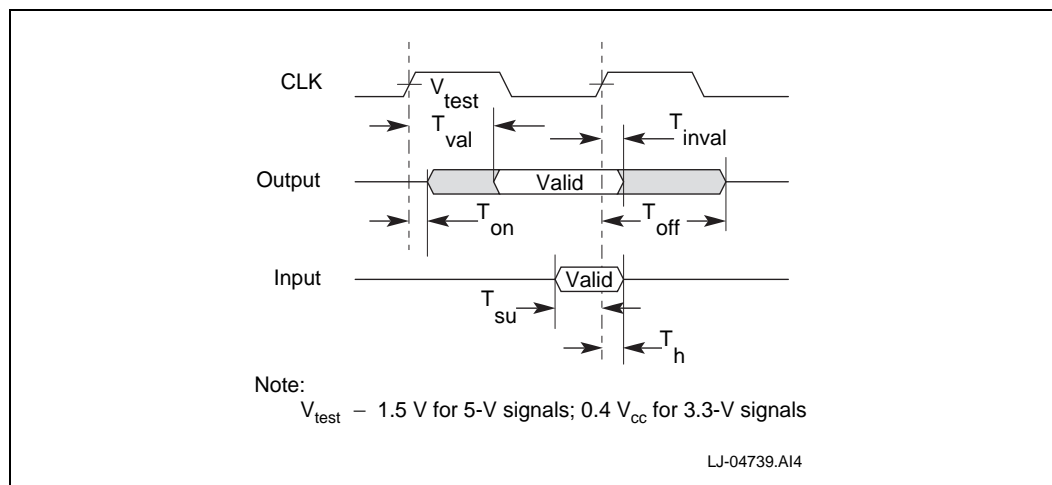 CLK
V_test
T_val
T_inval
Output
Valid
T_on
T_off
Input
Valid
T_su
T_h
Note:
V_test – 1.5 V for 5-V signals; 0.4 V_cc for 3.3-V signals
LJ-04739.AI4